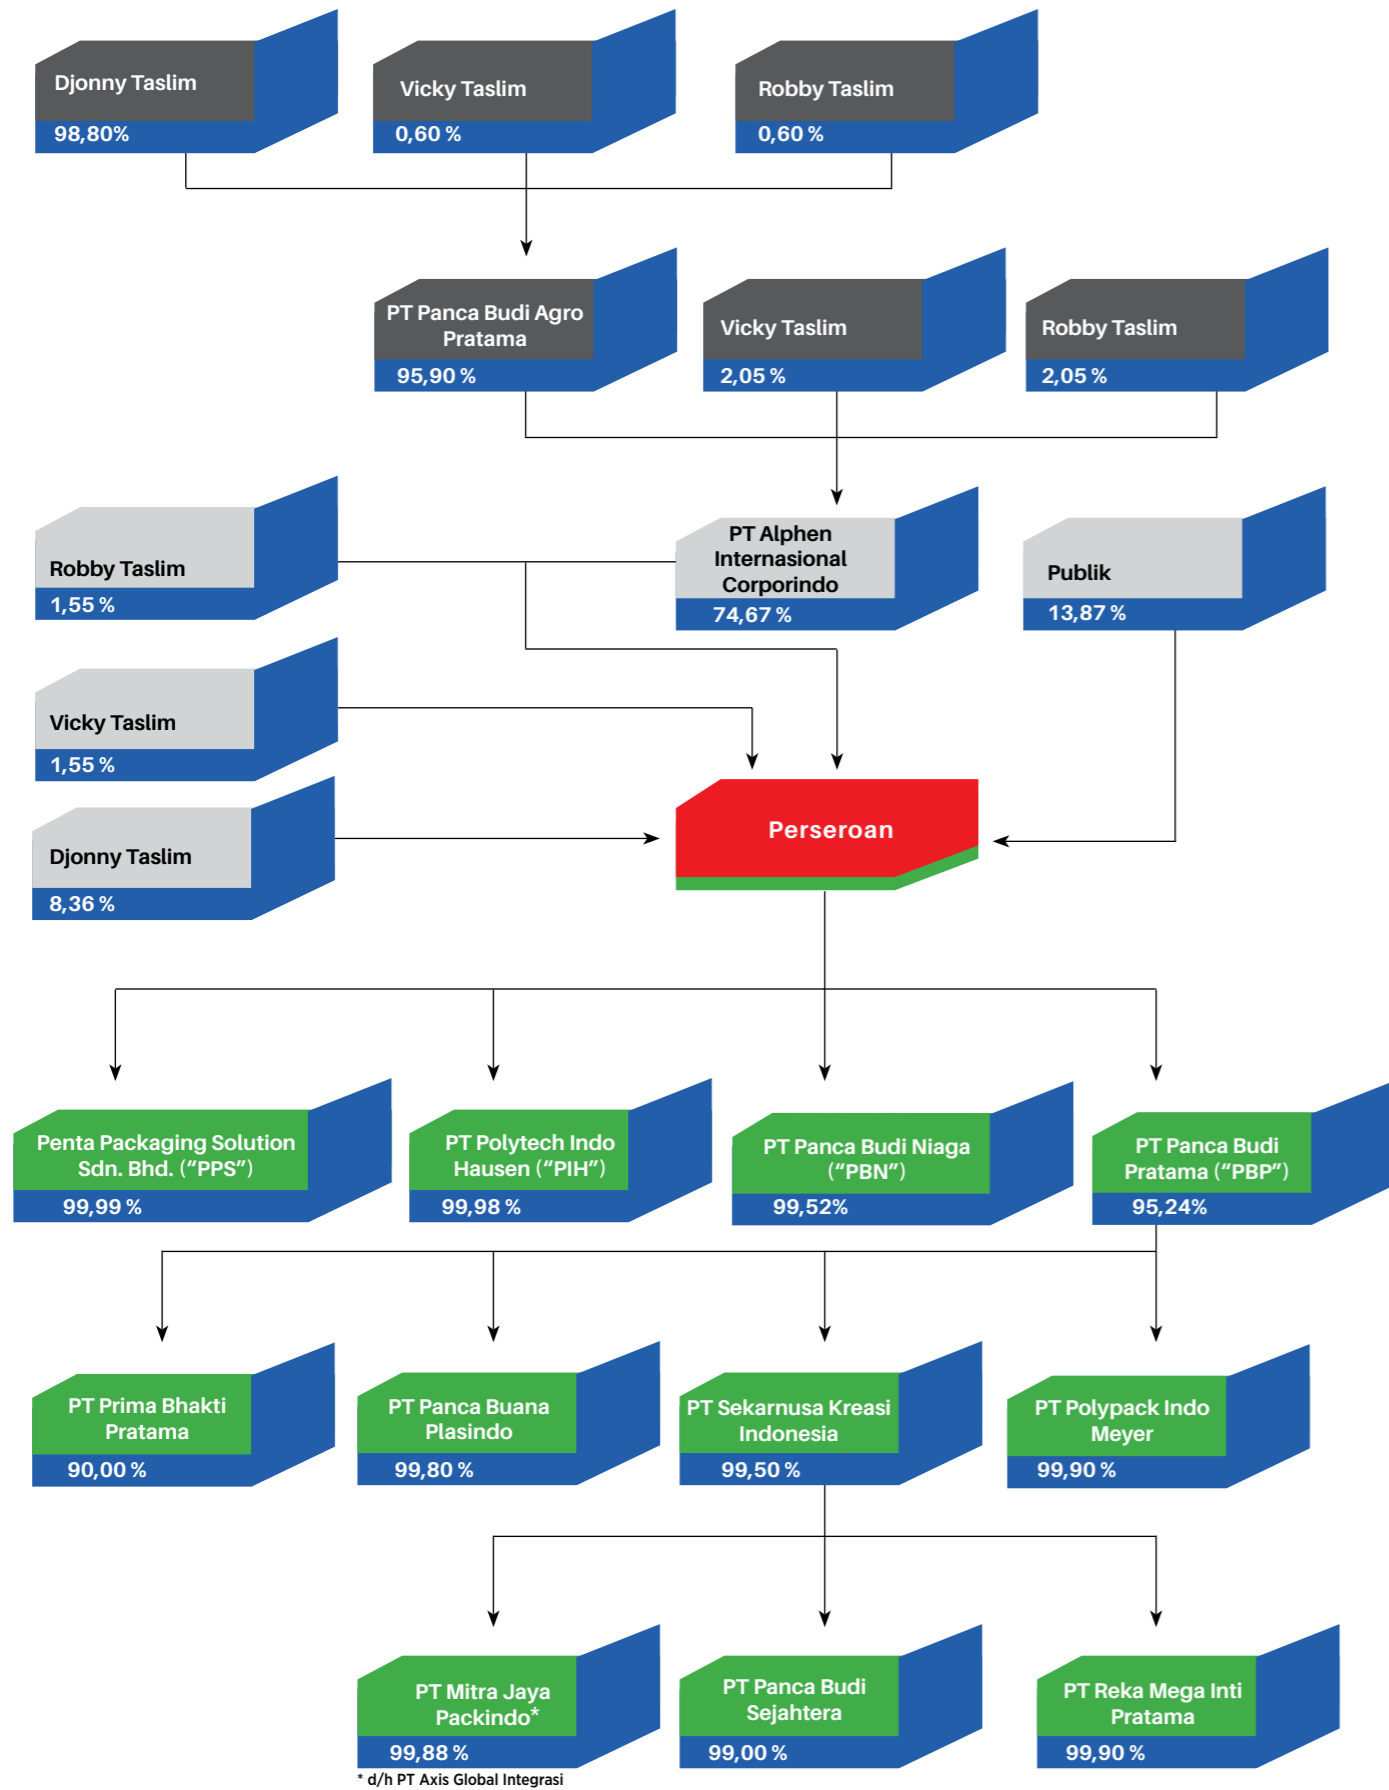 Djonny Taslim
98,80%
Vicky Taslim
0,60 %
Robby Taslim
0,60 %
PT Panca Budi Agro
Pratama
95,90 %
Vicky Taslim
2,05 %
Robby Taslim
2,05 %
Robby Taslim
1,55 %
PT Alphen
Internasional
Corporindo
74,67 %
Publik
13,87 %
Vicky Taslim
1,55 %
Djonny Taslim
8,36 %
Perseroan
Penta Packaging Solution
Sdn. Bhd. (“PPS”)
99,99 %
PT Polytech Indo
Hausen (“PIH”)
99,98 %
PT Panca Budi Niaga
(“PBN”)
99,52%
PT Panca Budi
Pratama (“PBP”)
95,24%
PT Prima Bhakti
Pratama
90,00 %
PT Panca Buana
Plasindo
99,80 %
PT Sekarnusa Kreasi
Indonesia
99,50 %
PT Polypack Indo
Meyer
99,90 %
PT Mitra Jaya
Packindo*
99,88 %
PT Panca Budi
Sejahtera
99,00 %
PT Reka Mega Inti
Pratama
99,90 %
* d/h PT Axis Global Integrasi